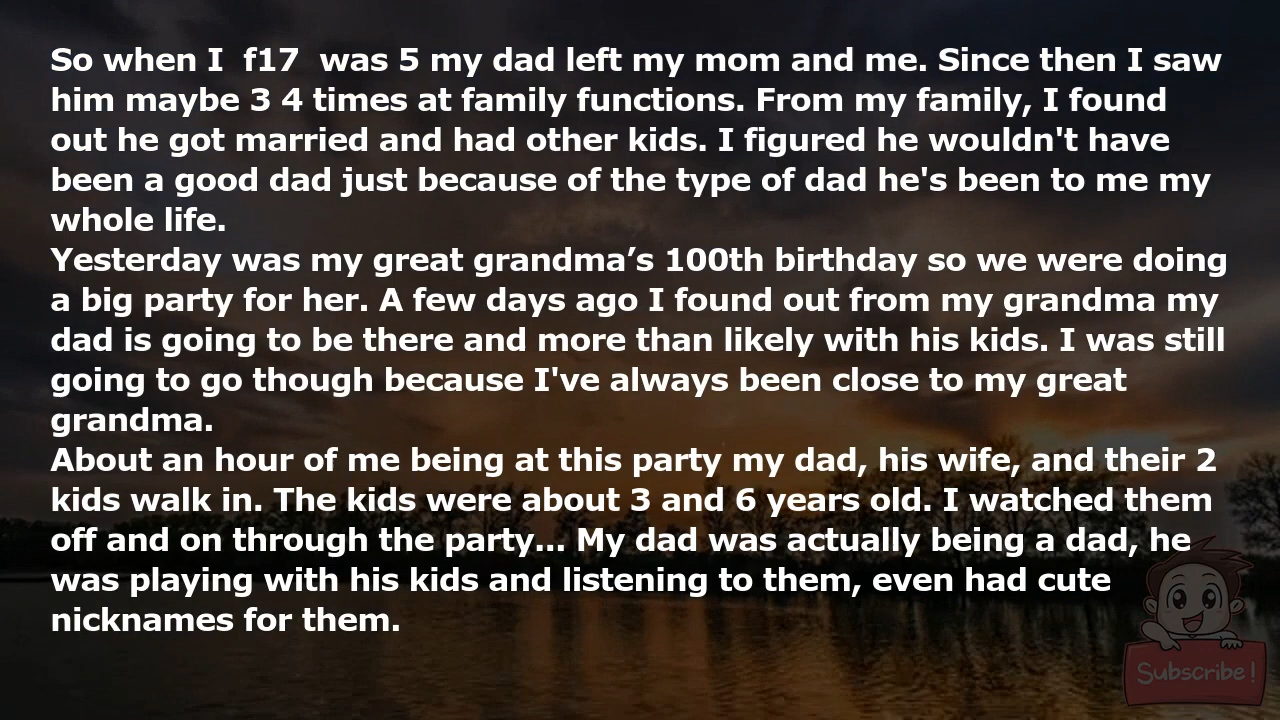 So when I  f17  was 5 my dad left my mom and me. Since then I saw
him maybe 3 4 times at family functions. From my family, I found
out he got married and had other kids. I figured he wouldn't have
been a good dad just because of the type of dad he's been to me my
whole life.
Yesterday was my great grandma’s 100th birthday so we were doing
a big party for her. A few days ago I found out from my grandma my
dad is going to be there and more than likely with his kids. I was still
going to go though because I've always been close to my great
grandma.
About an hour of me being at this party my dad, his wife, and their 2
kids walk in. The kids were about 3 and 6 years old. I watched them
off and on through the party... My dad was actually being a dad, he
was playing with his kids and listening to them, even had cute
nicknames for them.
Subscribe!